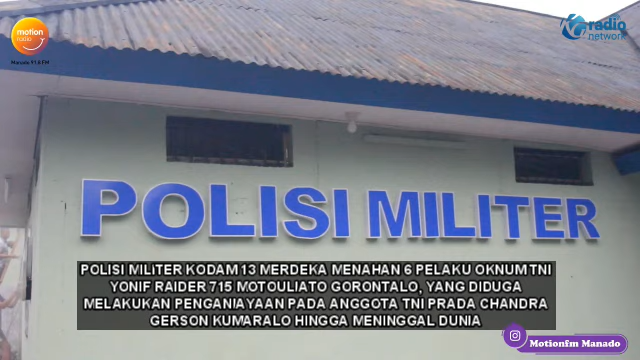 motion
radio
Manado 91.8 FM
radio
network
POLISI MILITER
POLISI MILITER KODAM 13 MERDEKA MENAHAN 6 PELAKU OKNUM TNI
YONIF RAIDER 715 MOTOULIATO GORONTALO, YANG DIDUGA
MELAKUKAN PENGANIAYAAN PADA ANGGOTA TNI PRADA CHANDRA
GERSON KUMARALO HINGGA MENINGGAL DUNIA
Motionfm Manado